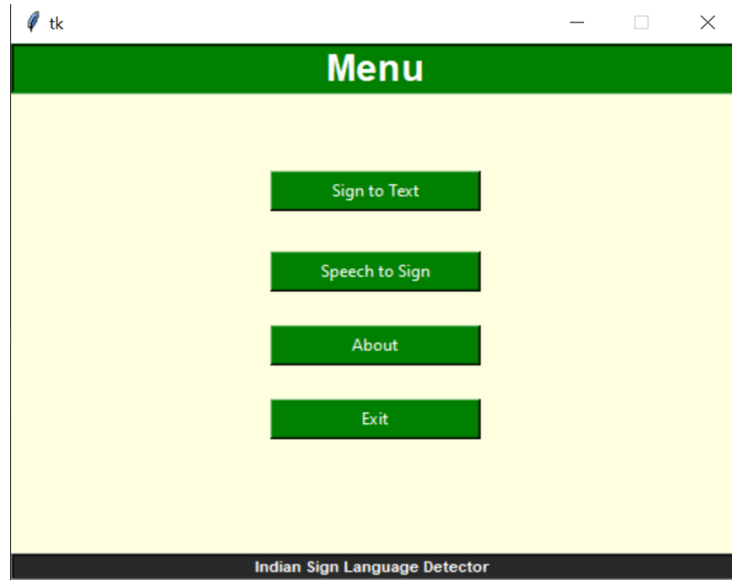 tk
Menu
Sign to Text
Speech to Sign
About
Exit
Indian Sign Language Detector